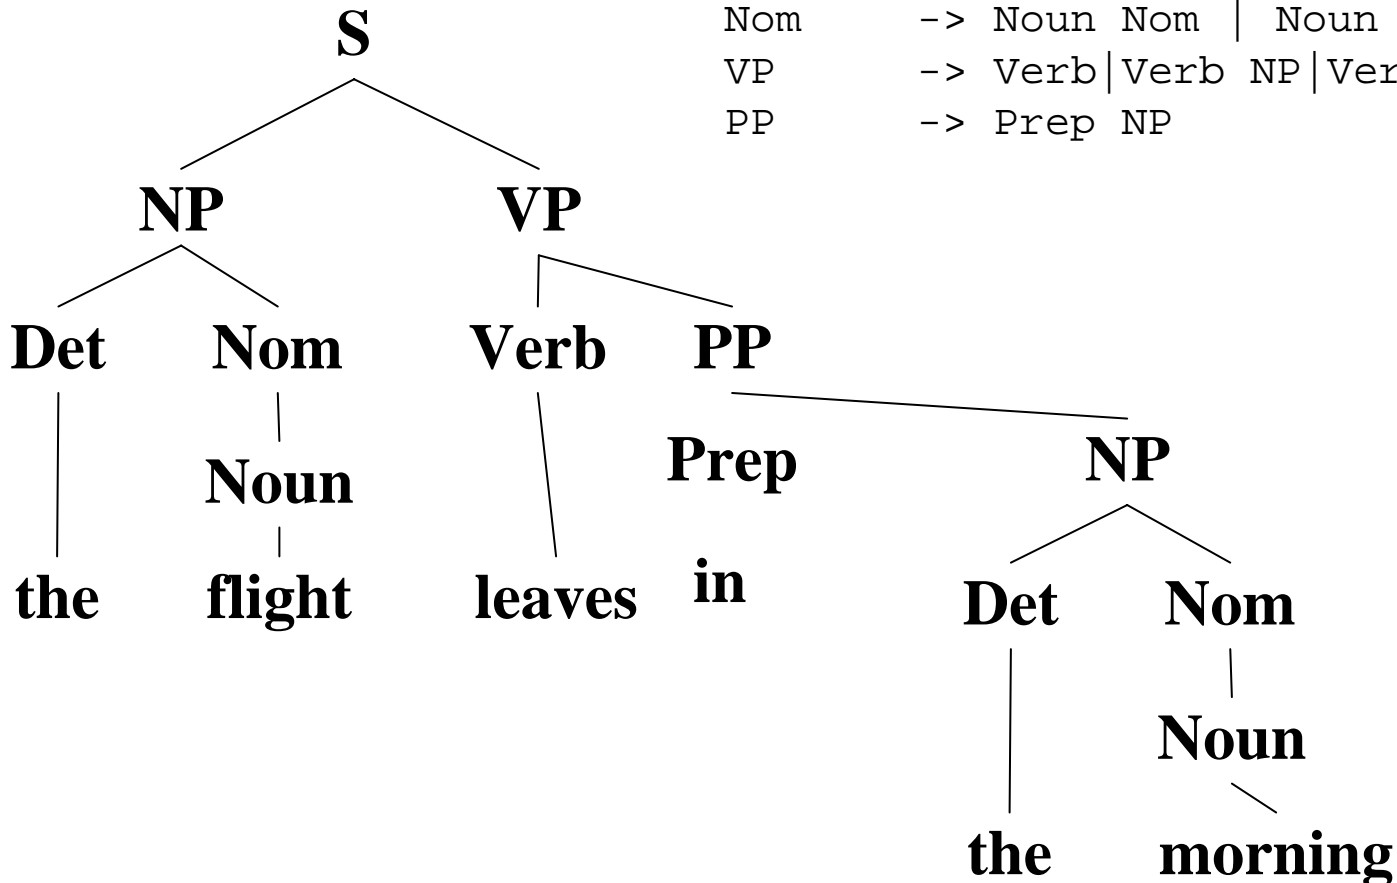 S
Nom -> Noun Nom | Noun
VP -> Verb|Verb NP|Ver
PP -> Prep NP
NP VP
Det Nom Verb PP
Prep NP
Noun
the flight leaves in Det Nom
Noun
the morning